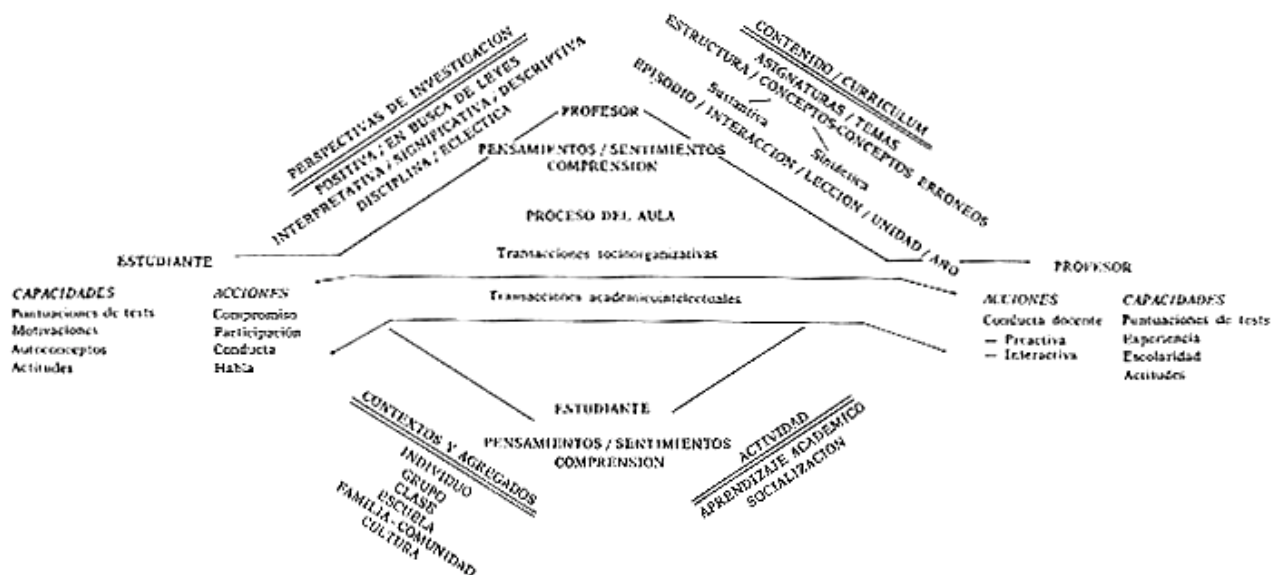 PERSPECTIVAS DE INVESTIGACION
POSITIVA / EN BUSCA DE LEYES
INTERPRETATIVA / SIGNIFICATIVA / DESCRIPTIVA
DISCIPLINA / ECLECTICA
CONTENIDO / CURRICULUM
ASIGNATURAS / TEMAS
ESTRUCTURA / CONCEPTOS-CONCEPTOS ERRONEOS
Sustantiva
Sintáctica
EPISODIO / INTERACCION / LECCION / UNIDAD / AÑO
PROFESOR
PENSAMIENTOS / SENTIMIENTOS
COMPRENSION
PROCESO DEL AULA
Transacciones socioorganizativas
Transacciones academicointelectuales
ESTUDIANTE
CAPACIDADES
Puntuaciones de tests
Motivaciones
Autoconceptos
Actitudes
ACCIONES
Compromiso
Participación
Conducta
Habla
PROFESOR
ACCIONES
Conducta docente
— Preactiva
— Interactiva
CAPACIDADES
Puntuaciones de tests
Experiencia
Escolaridad
Actitudes
ESTUDIANTE
PENSAMIENTOS / SENTIMIENTOS
COMPRENSION
CONTEXTOS Y AGREGADOS
INDIVIDUO
GRUPO
CLASE
ESCUELA
FAMILIA-COMUNIDAD
CULTURA
ACTIVIDAD
APRENDIZAJE ACADEMICO
SOCIALIZACION